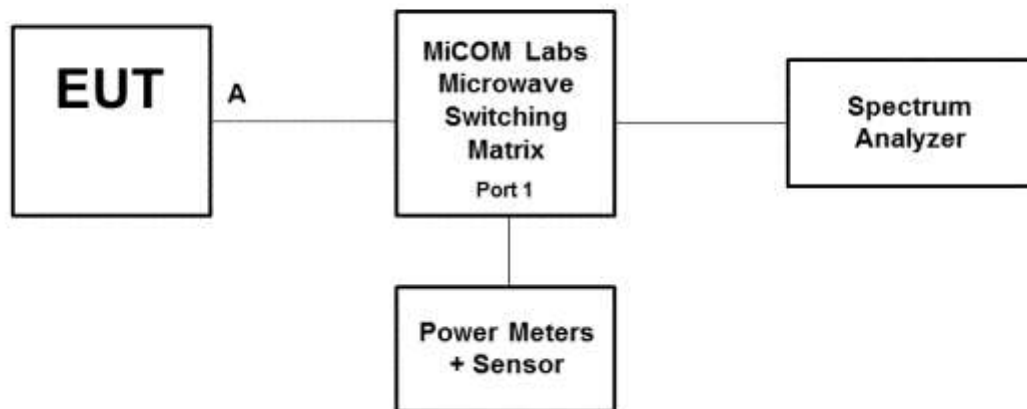 EUT
A
MiCOM Labs
Microwave
Switching
Matrix
Port 1
Spectrum
Analyzer
Power Meters
+ Sensor